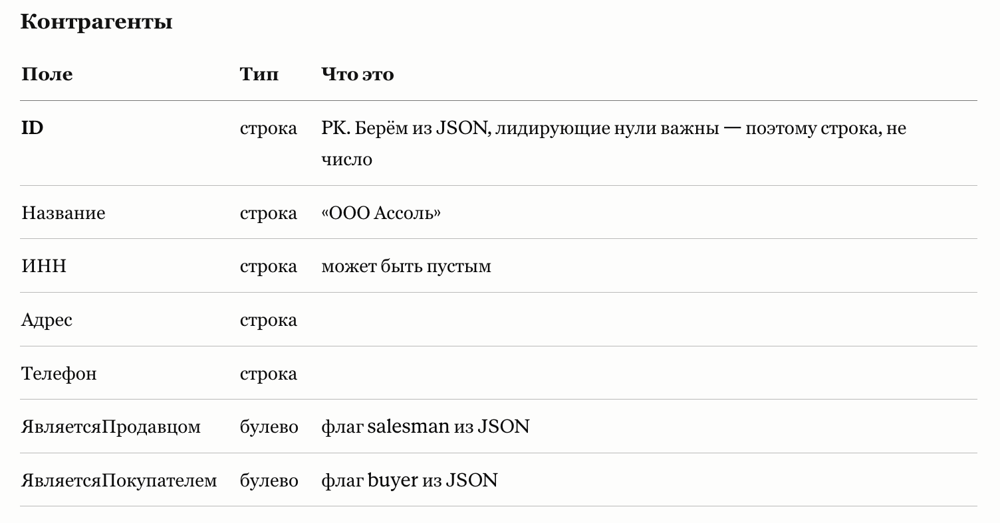 Контрагенты
Поле Тип Что это
ID строка PK. Берём из JSON, лидирующие нули важны — поэтому строка, не
число
Название строка «ООО Ассоль»
ИНН строка может быть пустым
Адрес строка
Телефон строка
ЯвляетсяПродавцом булево флаг salesman из JSON
ЯвляетсяПокупателем булево флаг buyer из JSON